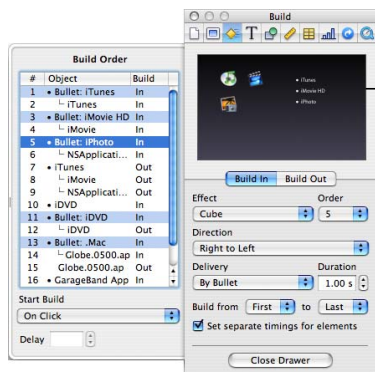 Build
T
Build Order
# Object Build
1 • Bullet: iTunes In
2 └ iTunes In
3 • Bullet: iMovie HD In
4 └ iMovie In
5 • Bullet: iPhoto In
6 └ NSApplicati... In
7 • iTunes Out
8 └ iMovie Out
9 └ NSApplicati... Out
10 • iDVD In
11 • Bullet: iDVD In
12 └ iDVD Out
13 • Bullet: .Mac In
14 └ Globe.0500.ap In
15 Globe.0500.ap Out
16 • GarageBand App In
Start Build
On Click
Delay
• iTunes
• iMovie HD
• iPhoto
Build In Build Out
Effect Order
Cube 5
Direction
Right to Left
Delivery Duration
By Bullet 1.00 s
Build from First to Last
Set separate timings for elements
Close Drawer